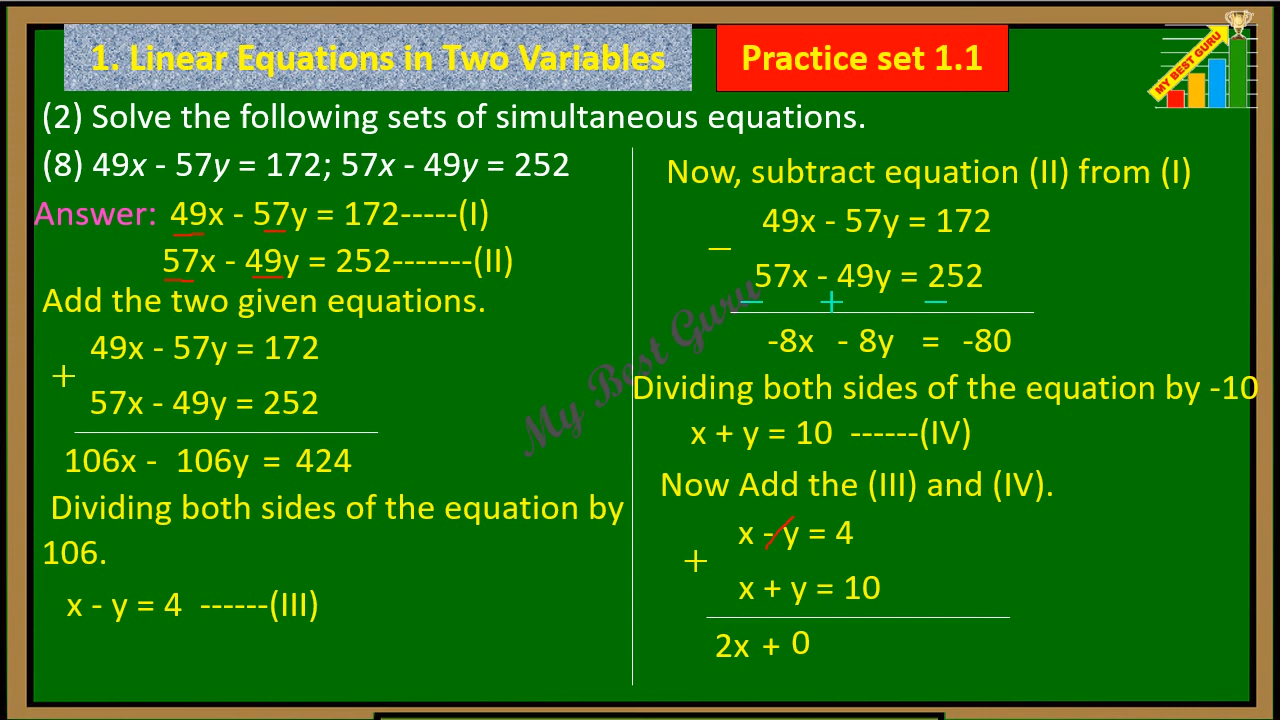 1. Linear Equations in Two Variables
Practice set 1.1
MY BEST GURU
(2) Solve the following sets of simultaneous equations.
(8) 49x - 57y = 172; 57x - 49y = 252
Answer: 49x - 57y = 172-----(I)
57x - 49y = 252-------(II)
Add the two given equations.
49x - 57y = 172
+
57x - 49y = 252
106x - 106y = 424
Dividing both sides of the equation by
106.
x - y = 4 ------(III)
Now, subtract equation (II) from (I)
49x - 57y = 172
–
57x - 49y = 252
– + –
-8x - 8y = -80
Dividing both sides of the equation by -10
x + y = 10 ------(IV)
Now Add the (III) and (IV).
x - y = 4
+
x + y = 10
2x + 0
My Best Guru